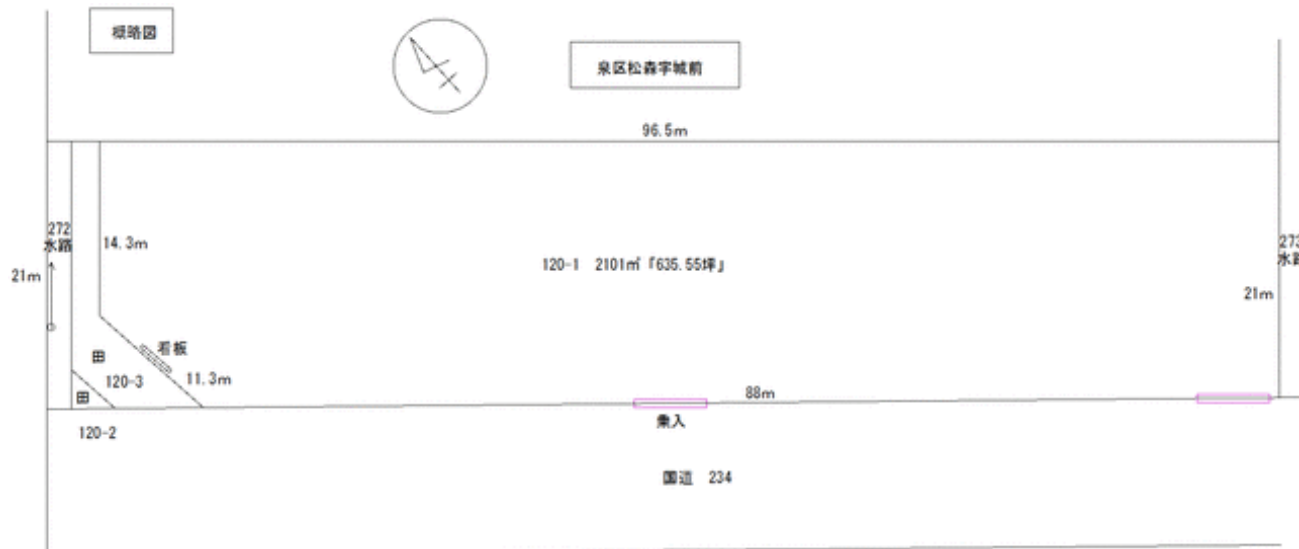 概略図
泉区松森字城前
96.5m
272
水路
14.3m
21m
120-1 2101㎡「635.55坪」
273
水路
21m
看板
田
120-3
11.3m
田
88m
乗入
120-2
国道 234